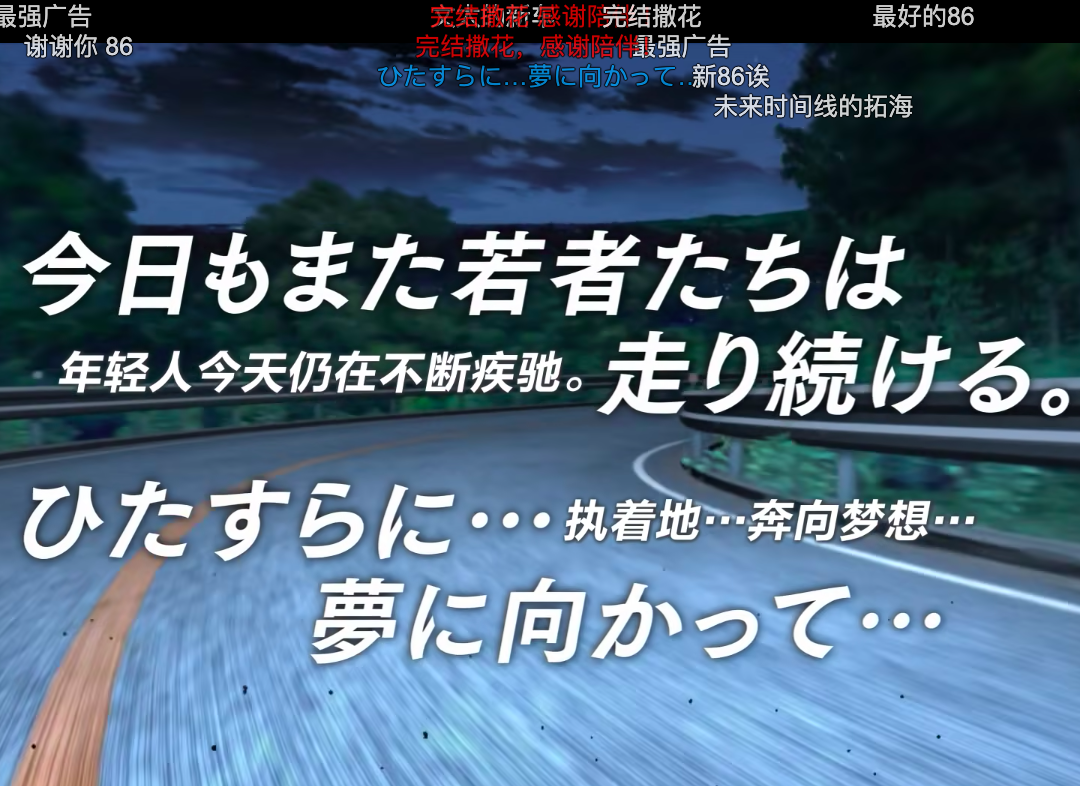 最强广告
完结撒花
最好的86
谢谢你 86
完结撒花，感谢陪伴！
最强广告
ひたすらに…夢に向かって…
新86诶
未来时间线的拓海
今日もまた若者たちは
年轻人今天仍在不断疾驰。
走り続ける。
ひたすらに…
执着地…奔向梦想…
夢に向かって…